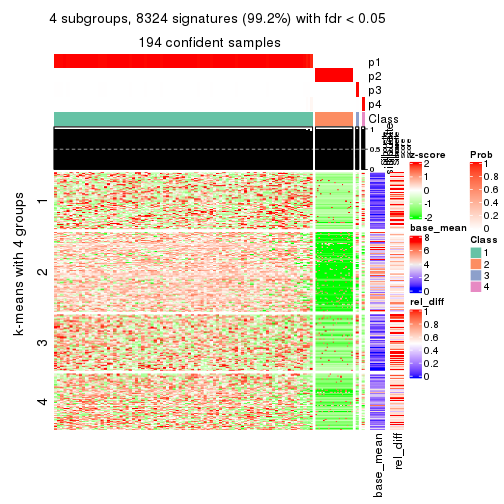 4 subgroups, 8324 signatures (99.2%) with fdr < 0.05
194 confident samples
p1
p2
p3
p4
Class
1
0.5
0
k-means with 4 groups
1
2
3
4
base_mean
rel_diff
z-score
2
1
0
-1
-2
base_mean
8
6
4
2
0
rel_diff
1
0.8
0.6
0.4
0.2
0
Prob
1
0.8
0.6
0.4
0.2
0
Class
1
2
3
4